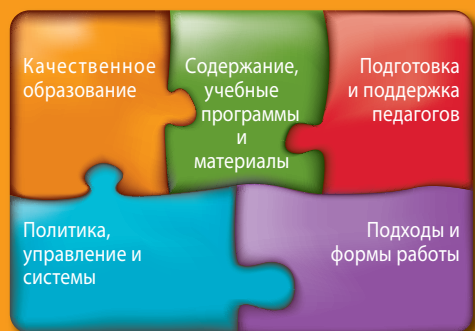 Качественное
образование
Содержание,
учебные
программы
и
материалы
Подготовка
и поддержка
педагогов
Политика,
управление и
системы
Подходы и
формы работы